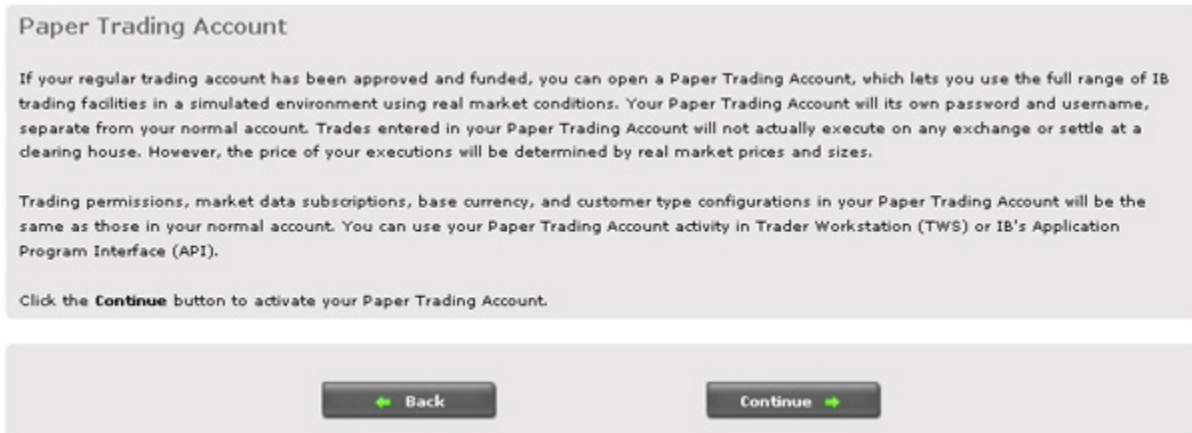 Paper Trading Account
If your regular trading account has been approved and funded, you can open a Paper Trading Account, which lets you use the full range of IB
trading facilities in a simulated environment using real market conditions. Your Paper Trading Account will its own password and username,
separate from your normal account. Trades entered in your Paper Trading Account will not actually execute on any exchange or settle at a
clearing house. However, the price of your executions will be determined by real market prices and sizes.
Trading permissions, market data subscriptions, base currency, and customer type configurations in your Paper Trading Account will be the
same as those in your normal account. You can use your Paper Trading Account activity in Trader Workstation (TWS) or IB's Application
Program Interface (API).
Click the Continue button to activate your Paper Trading Account.
Back
Continue